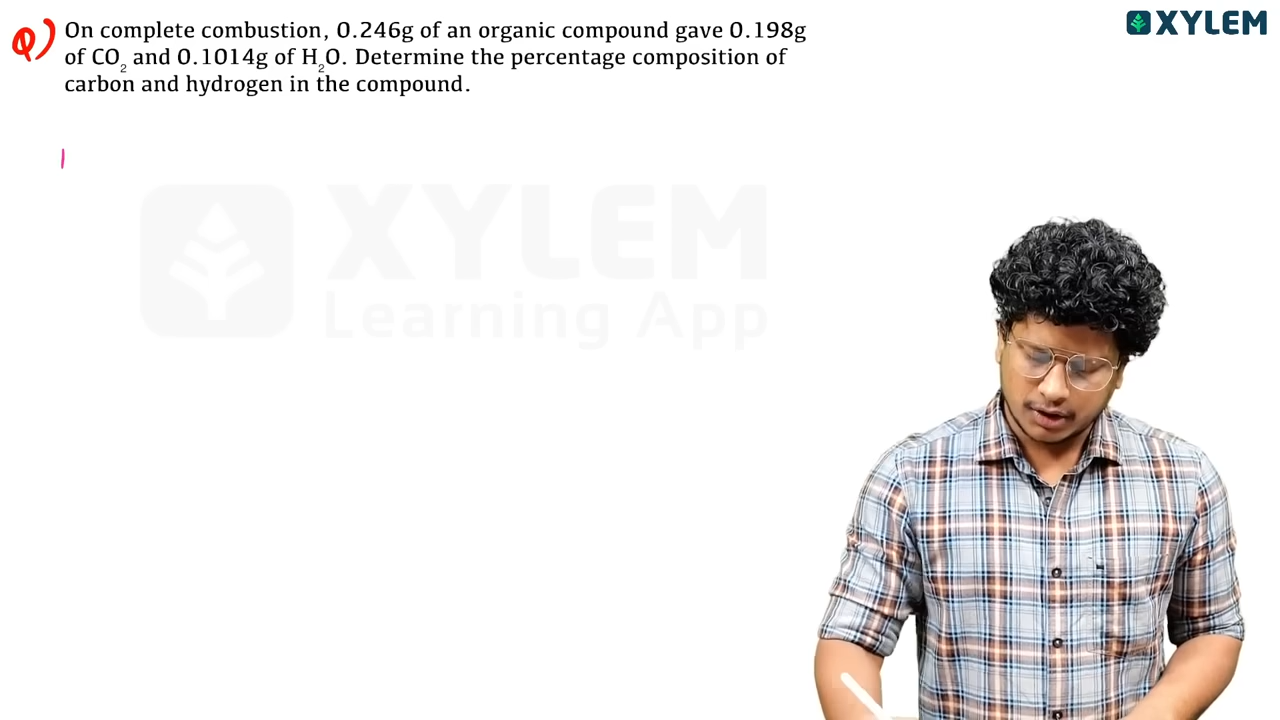 XYLEM
Q) On complete combustion, 0.246g of an organic compound gave 0.198g
of CO₂ and 0.1014g of H₂O. Determine the percentage composition of
carbon and hydrogen in the compound.
XYLEM
Learning App